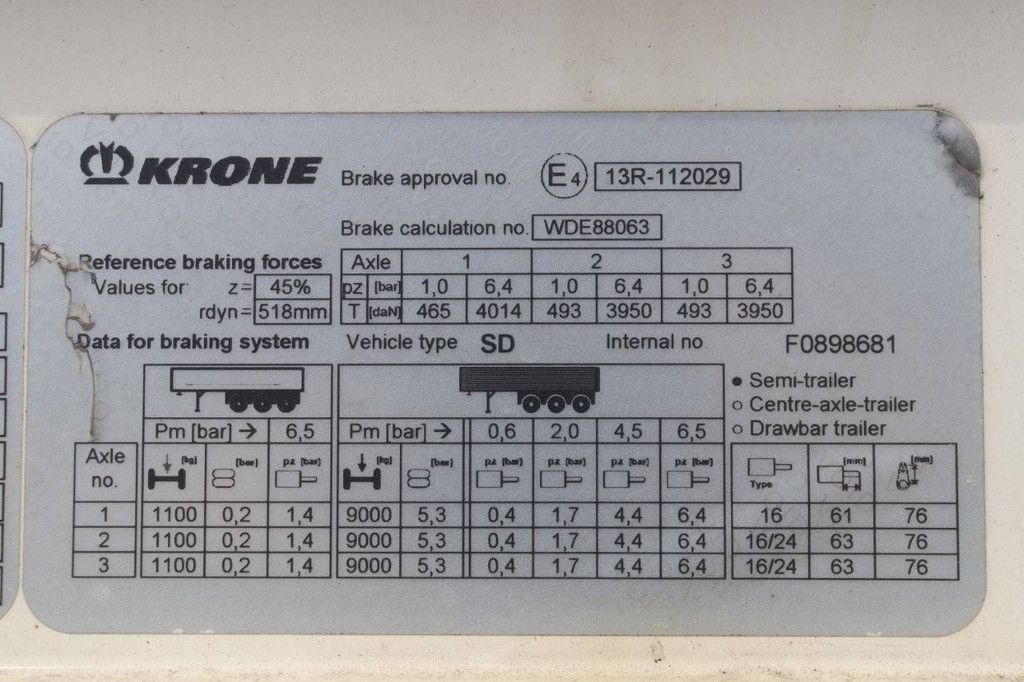 KRONE
Brake approval no. E4 13R-112029
Brake calculation no. WDE88063
Reference braking forces Axle 1 2 3
Values for z= 45% pz [bar] 1,0 6,4 1,0 6,4 1,0 6,4
rdyn= 518mm T [daN] 465 4014 493 3950 493 3950
Data for braking system Vehicle type SD Internal no F0898681
● Semi-trailer
○ Centre-axle-trailer
○ Drawbar trailer
Pm [bar] → 6,5 Pm [bar] → 0,6 2,0 4,5 6,5
Axle no. [kg] [bar] pz [bar] [kg] [bar] pz [bar] pz [bar] pz [bar] pz [bar] Type [mm] [mm]
1 1100 0,2 1,4 9000 5,3 0,4 1,7 4,4 6,4 16 61 76
2 1100 0,2 1,4 9000 5,3 0,4 1,7 4,4 6,4 16/24 63 76
3 1100 0,2 1,4 9000 5,3 0,4 1,7 4,4 6,4 16/24 63 76